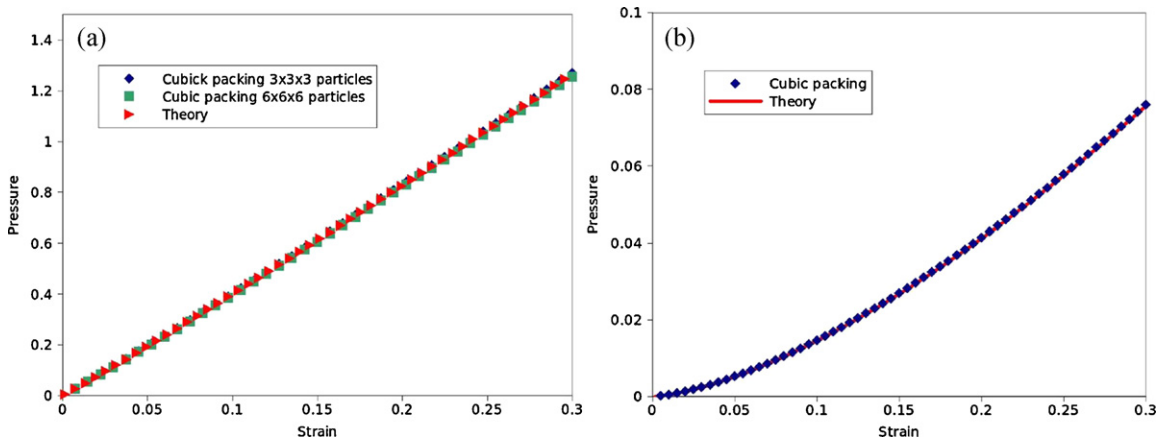 (a)
Pressure
1.4
1.2
1
0.8
0.6
0.4
0.2
0
Cubick packing 3x3x3 particles
Cubic packing 6x6x6 particles
Theory
0 0.05 0.1 0.15 0.2 0.25 0.3
Strain
(b)
Pressure
0.1
0.08
0.06
0.04
0.02
0
Cubic packing
Theory
0.05 0.1 0.15 0.2 0.25 0.3
Strain